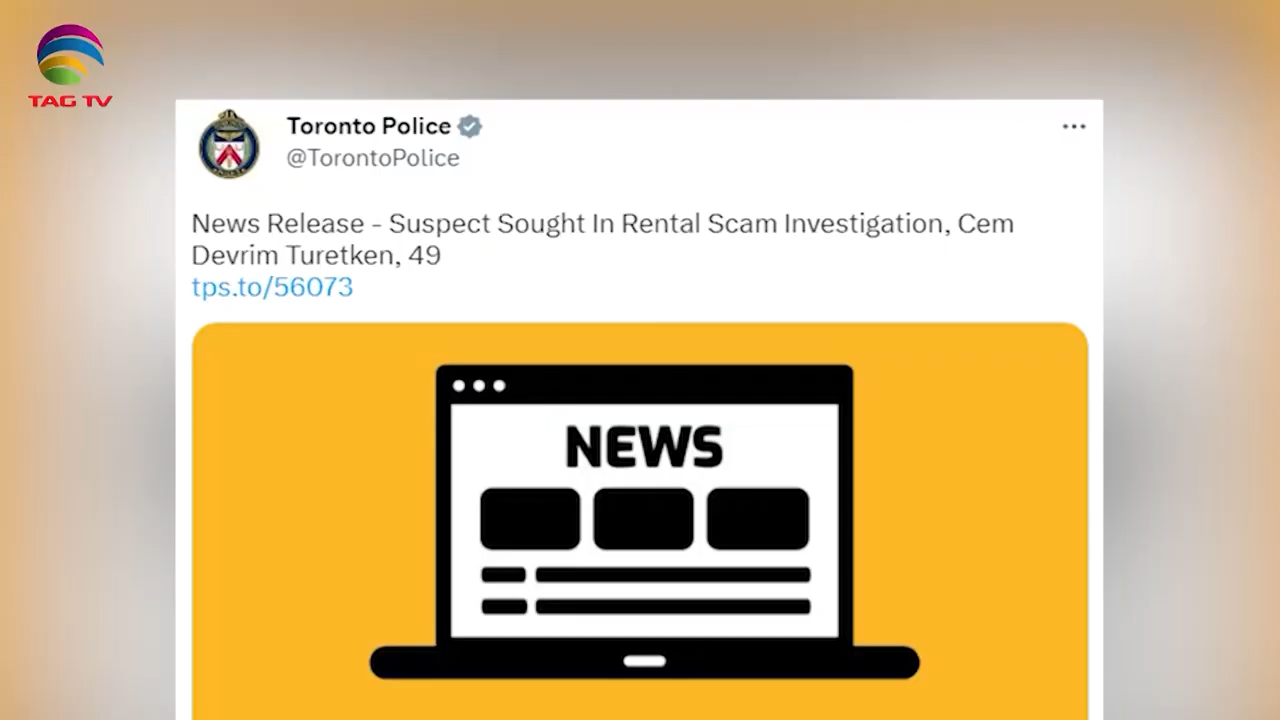 TAG TV
Toronto Police
@TorontoPolice
News Release - Suspect Sought In Rental Scam Investigation, Cem
Devrim Turetken, 49
tps.to/56073
NEWS